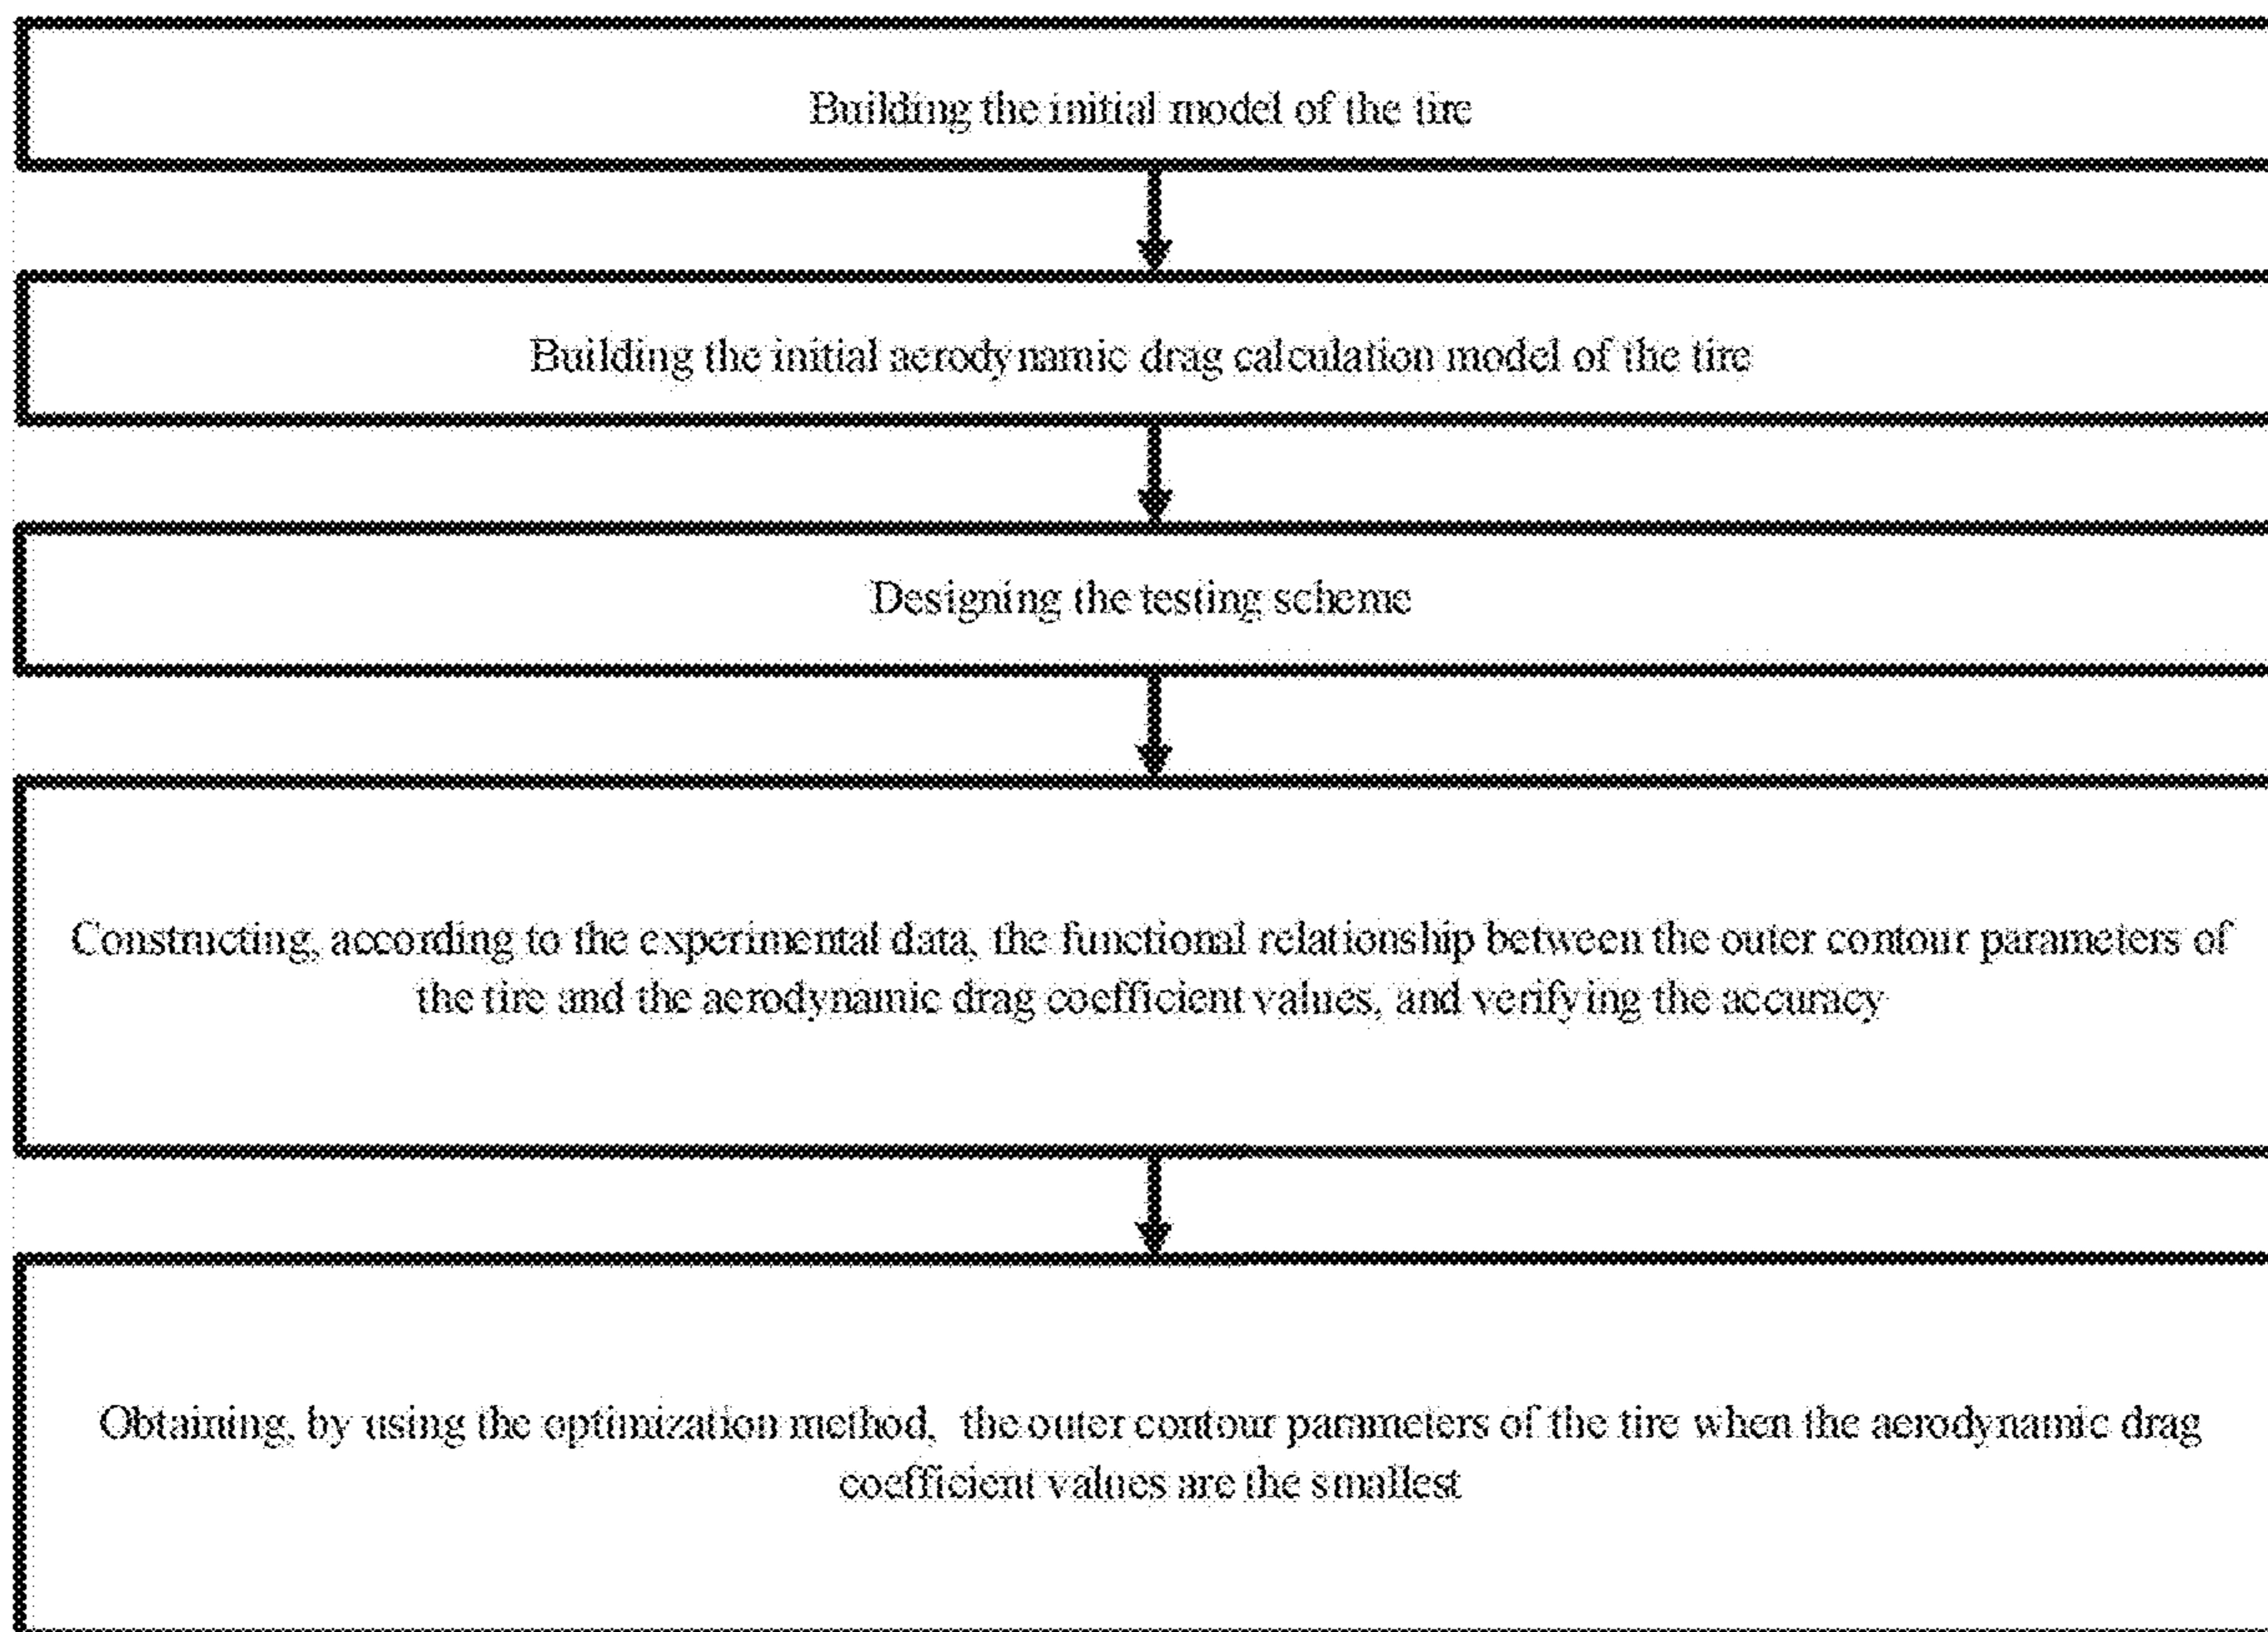 Building the initial model of the tire
Building the initial aerodynamic drag calculation model of the tire
Designing the testing scheme
Constructing, according to the experimental data, the functional relationship between the outer contour parameters of
the tire and the aerodynamic drag coefficient values, and verifying the accuracy
Obtaining, by using the optimization method, the outer contour parameters of the tire when the aerodynamic drag
coefficient values are the smallest